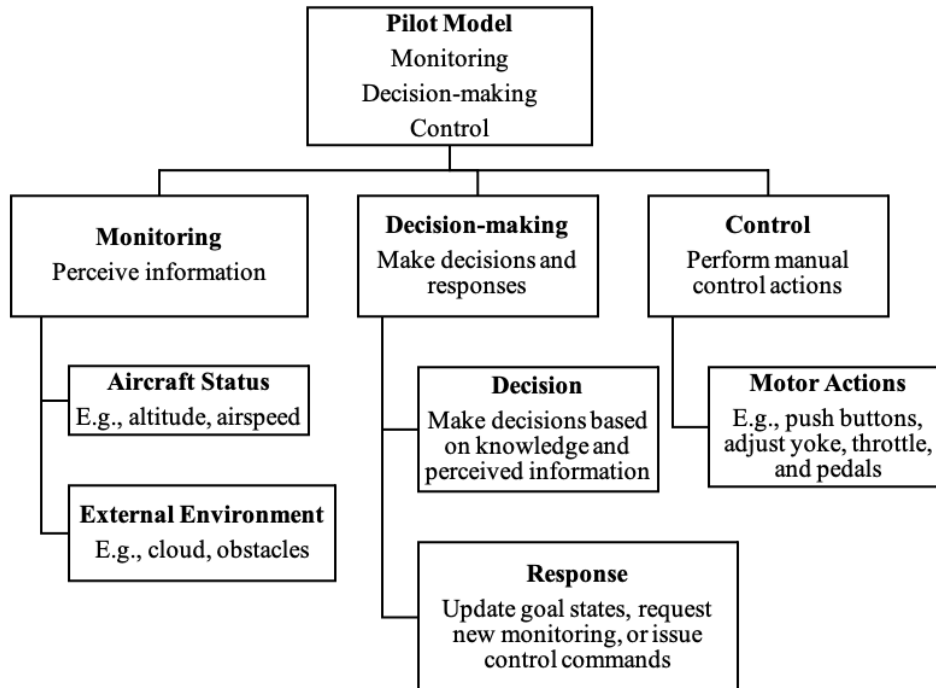 Pilot Model
Monitoring
Decision-making
Control
Monitoring
Perceive information
Decision-making
Make decisions and
responses
Control
Perform manual
control actions
Aircraft Status
E.g., altitude, airspeed
External Environment
E.g., cloud, obstacles
Decision
Make decisions based
on knowledge and
perceived information
Response
Update goal states, request
new monitoring, or issue
control commands
Motor Actions
E.g., push buttons,
adjust yoke, throttle,
and pedals